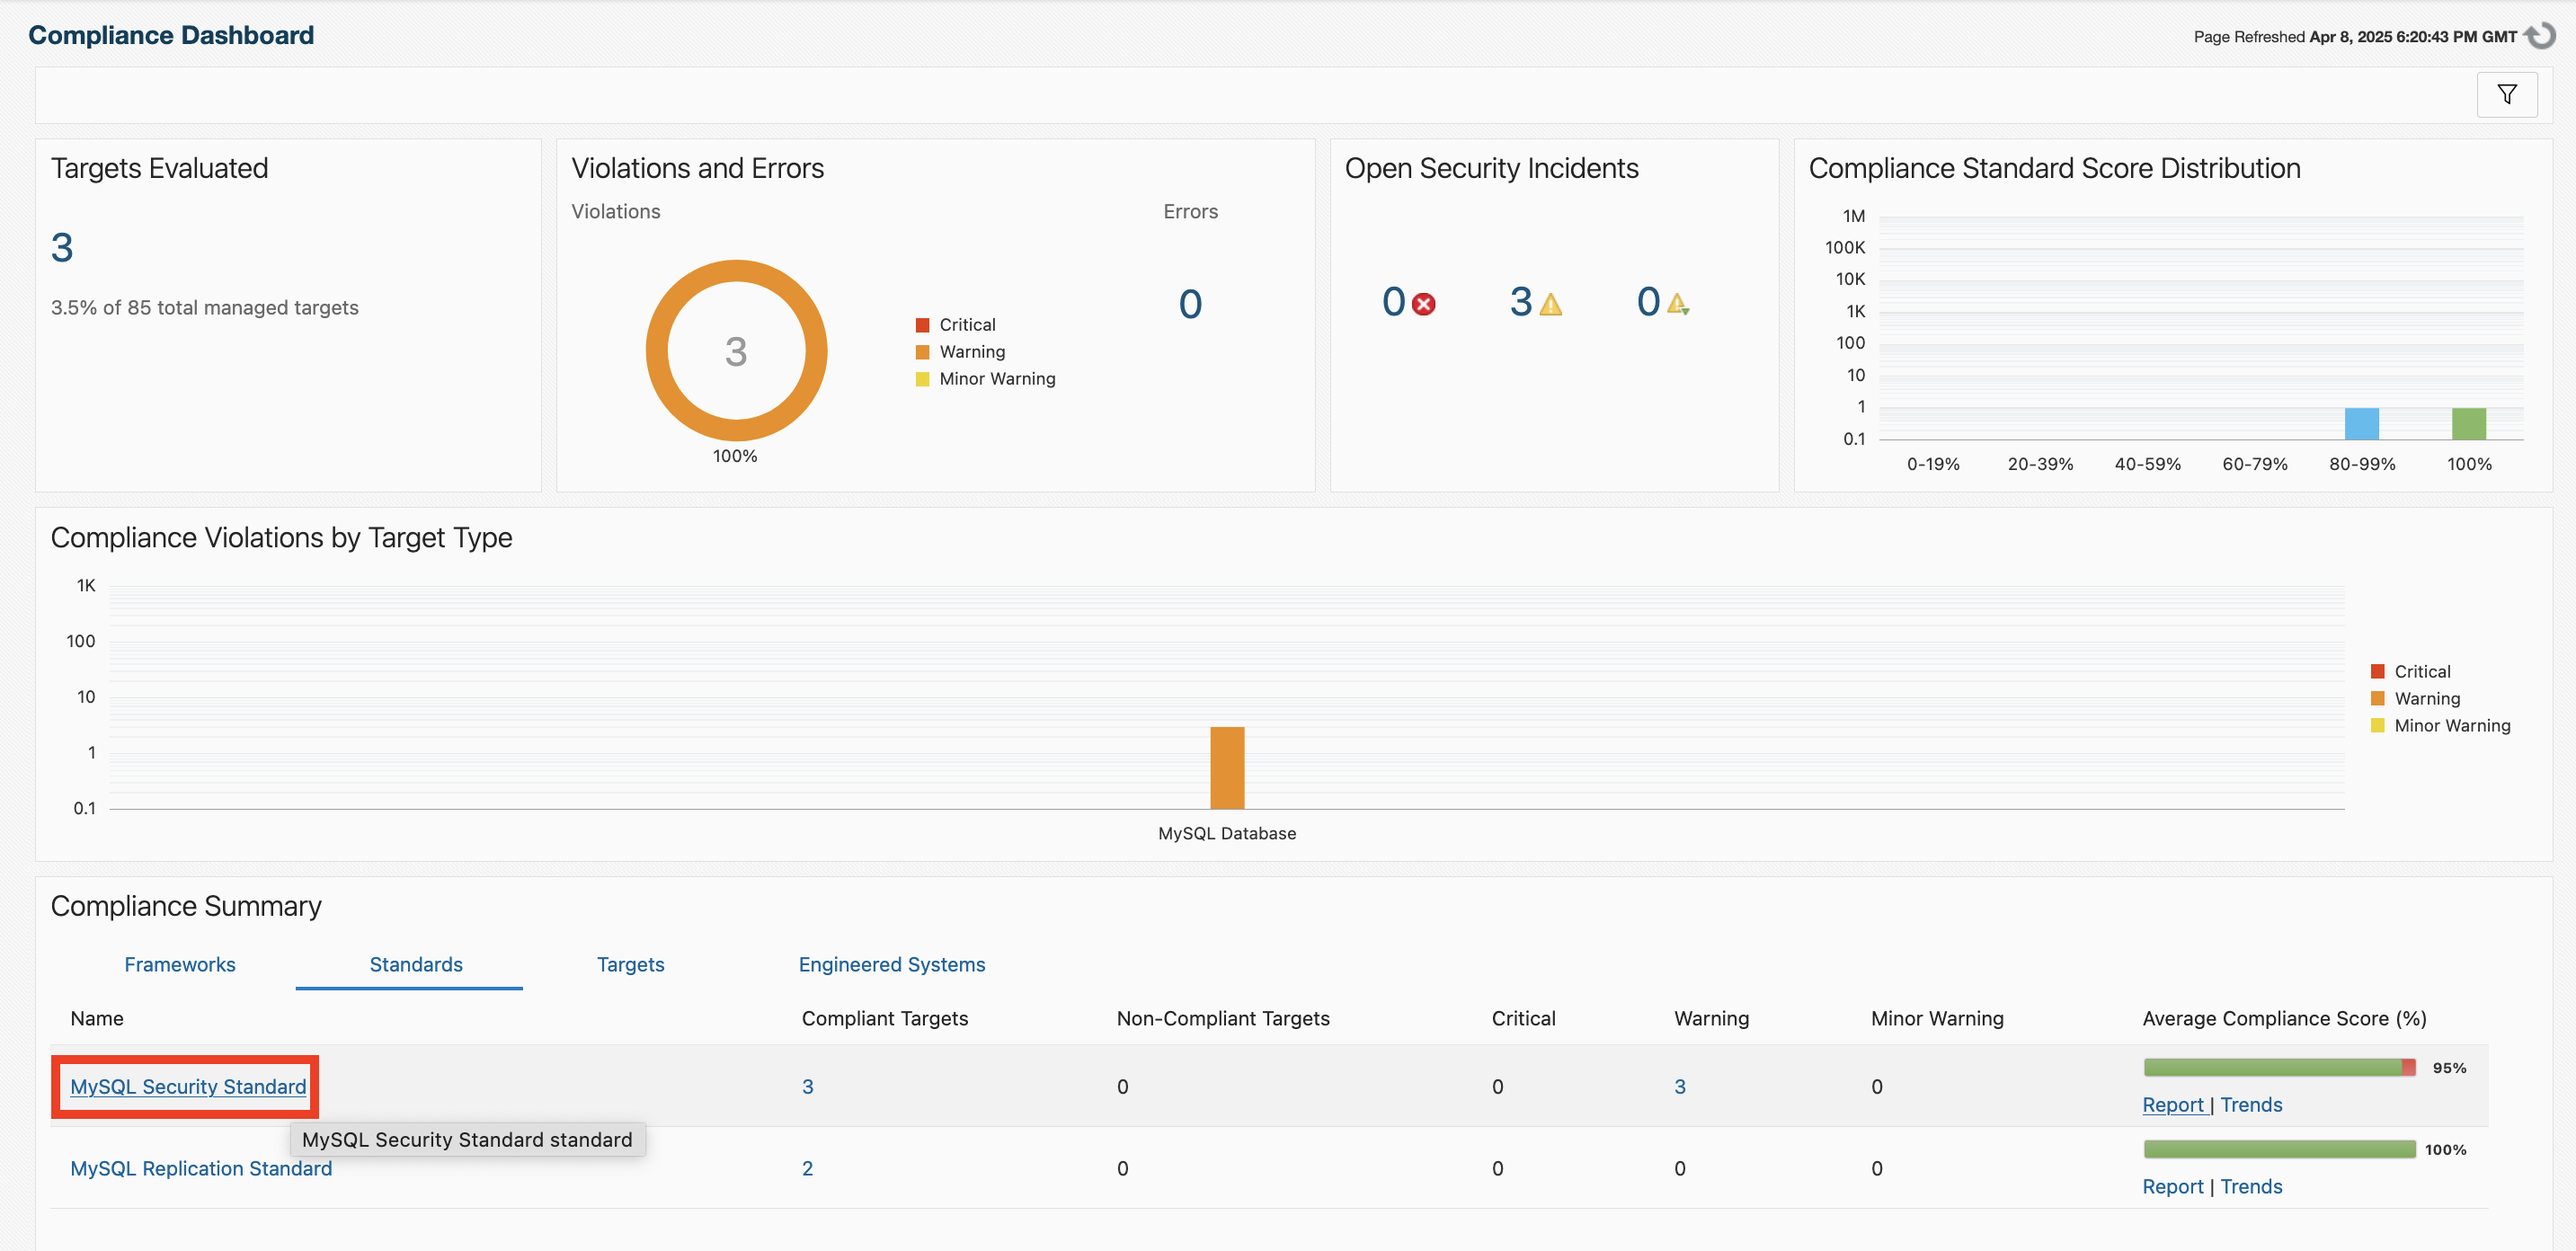 Compliance Dashboard
Page Refreshed Apr 8, 2025 6:20:43 PM GMT
Targets Evaluated
3
3.5% of 85 total managed targets
Violations and Errors
Violations
Errors
3
100%
Critical
Warning
Minor Warning
0
Open Security Incidents
0 3 0
Compliance Standard Score Distribution
1M
100K
10K
1K
100
10
1
0.1
0-19% 20-39% 40-59% 60-79% 80-99% 100%
Compliance Violations by Target Type
1K
100
10
1
0.1
MySQL Database
Critical
Warning
Minor Warning
Compliance Summary
Frameworks Standards Targets Engineered Systems
Name Compliant Targets Non-Compliant Targets Critical Warning Minor Warning Average Compliance Score (%)
MySQL Security Standard 3 0 0 3 0 95%
Report | Trends
MySQL Security Standard standard
MySQL Replication Standard 2 0 0 0 0 100%
Report | Trends